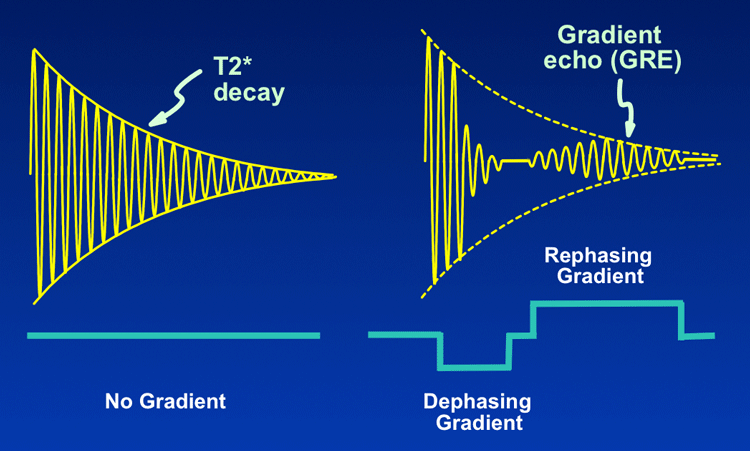 T2*
decay
Gradient
echo (GRE)
Rephasing
Gradient
No Gradient
Dephasing
Gradient